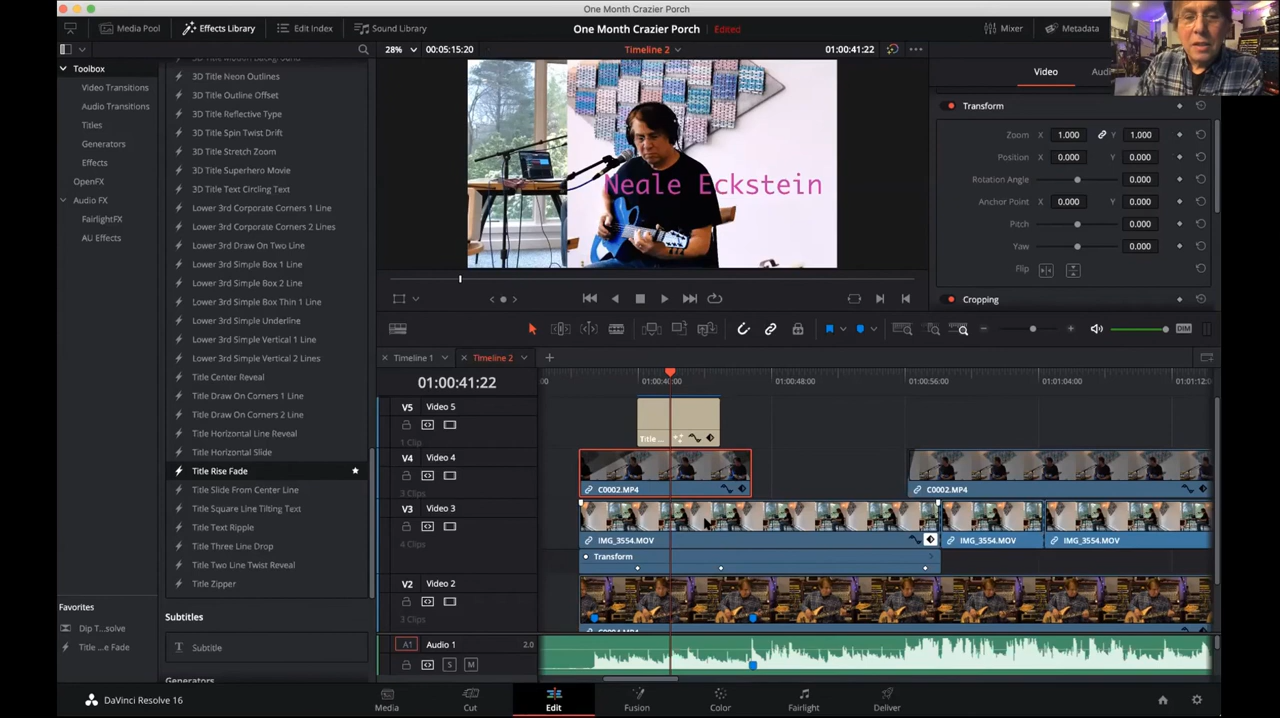 One Month Crazier Porch
Media Pool
Effects Library
Edit Index
Sound Library
One Month Crazier Porch
Edited
Mixer
Metadata
28%
00:05:15:20
Timeline 2
01:00:41:22
Toolbox
Video Transitions
Audio Transitions
Titles
Generators
Effects
OpenFX
Audio FX
FairlightFX
AU Effects
3D Title Neon Outlines
3D Title Outline Offset
3D Title Reflective Type
3D Title Spin Twist Drift
3D Title Stretch Zoom
3D Title Superhero Movie
3D Title Text Circling Text
Lower 3rd Corporate Corners 1 Line
Lower 3rd Corporate Corners 2 Lines
Lower 3rd Draw On Two Line
Lower 3rd Simple Box 1 Line
Lower 3rd Simple Box 2 Line
Lower 3rd Simple Box Thin 1 Line
Lower 3rd Simple Underline
Lower 3rd Simple Vertical 1 Line
Lower 3rd Simple Vertical 2 Lines
Title Center Reveal
Title Draw On Corners 1 Line
Title Draw On Corners 2 Line
Title Horizontal Line Reveal
Title Horizontal Slide
Title Rise Fade
Title Slide From Center Line
Title Square Line Tilting Text
Title Text Ripple
Title Three Line Drop
Title Two Line Twist Reveal
Title Zipper
Subtitles
Subtitle
Generators
Favorites
Dip T...solve
Title ...e Fade
Neale Eckstein
Video
Transform
Zoom X 1.000 Y 1.000
Position X 0.000 Y 0.000
Rotation Angle 0.000
Anchor Point X 0.000 Y 0.000
Pitch 0.000
Yaw 0.000
Flip
Cropping
DIM
Timeline 1
Timeline 2
01:00:41:22
01:00:40:00
01:00:48:00
01:00:56:00
01:01:04:00
V5 Video 5
1 Clip
Title ...
V4 Video 4
3 Clips
C0002.MP4
C0002.MP4
V3 Video 3
4 Clips
IMG_3554.MOV
IMG_3554.MOV
IMG_3554.MOV
Transform
V2 Video 2
A1 Audio 1 2.0
S M
DaVinci Resolve 16
Media
Cut
Edit
Fusion
Color
Fairlight
Deliver